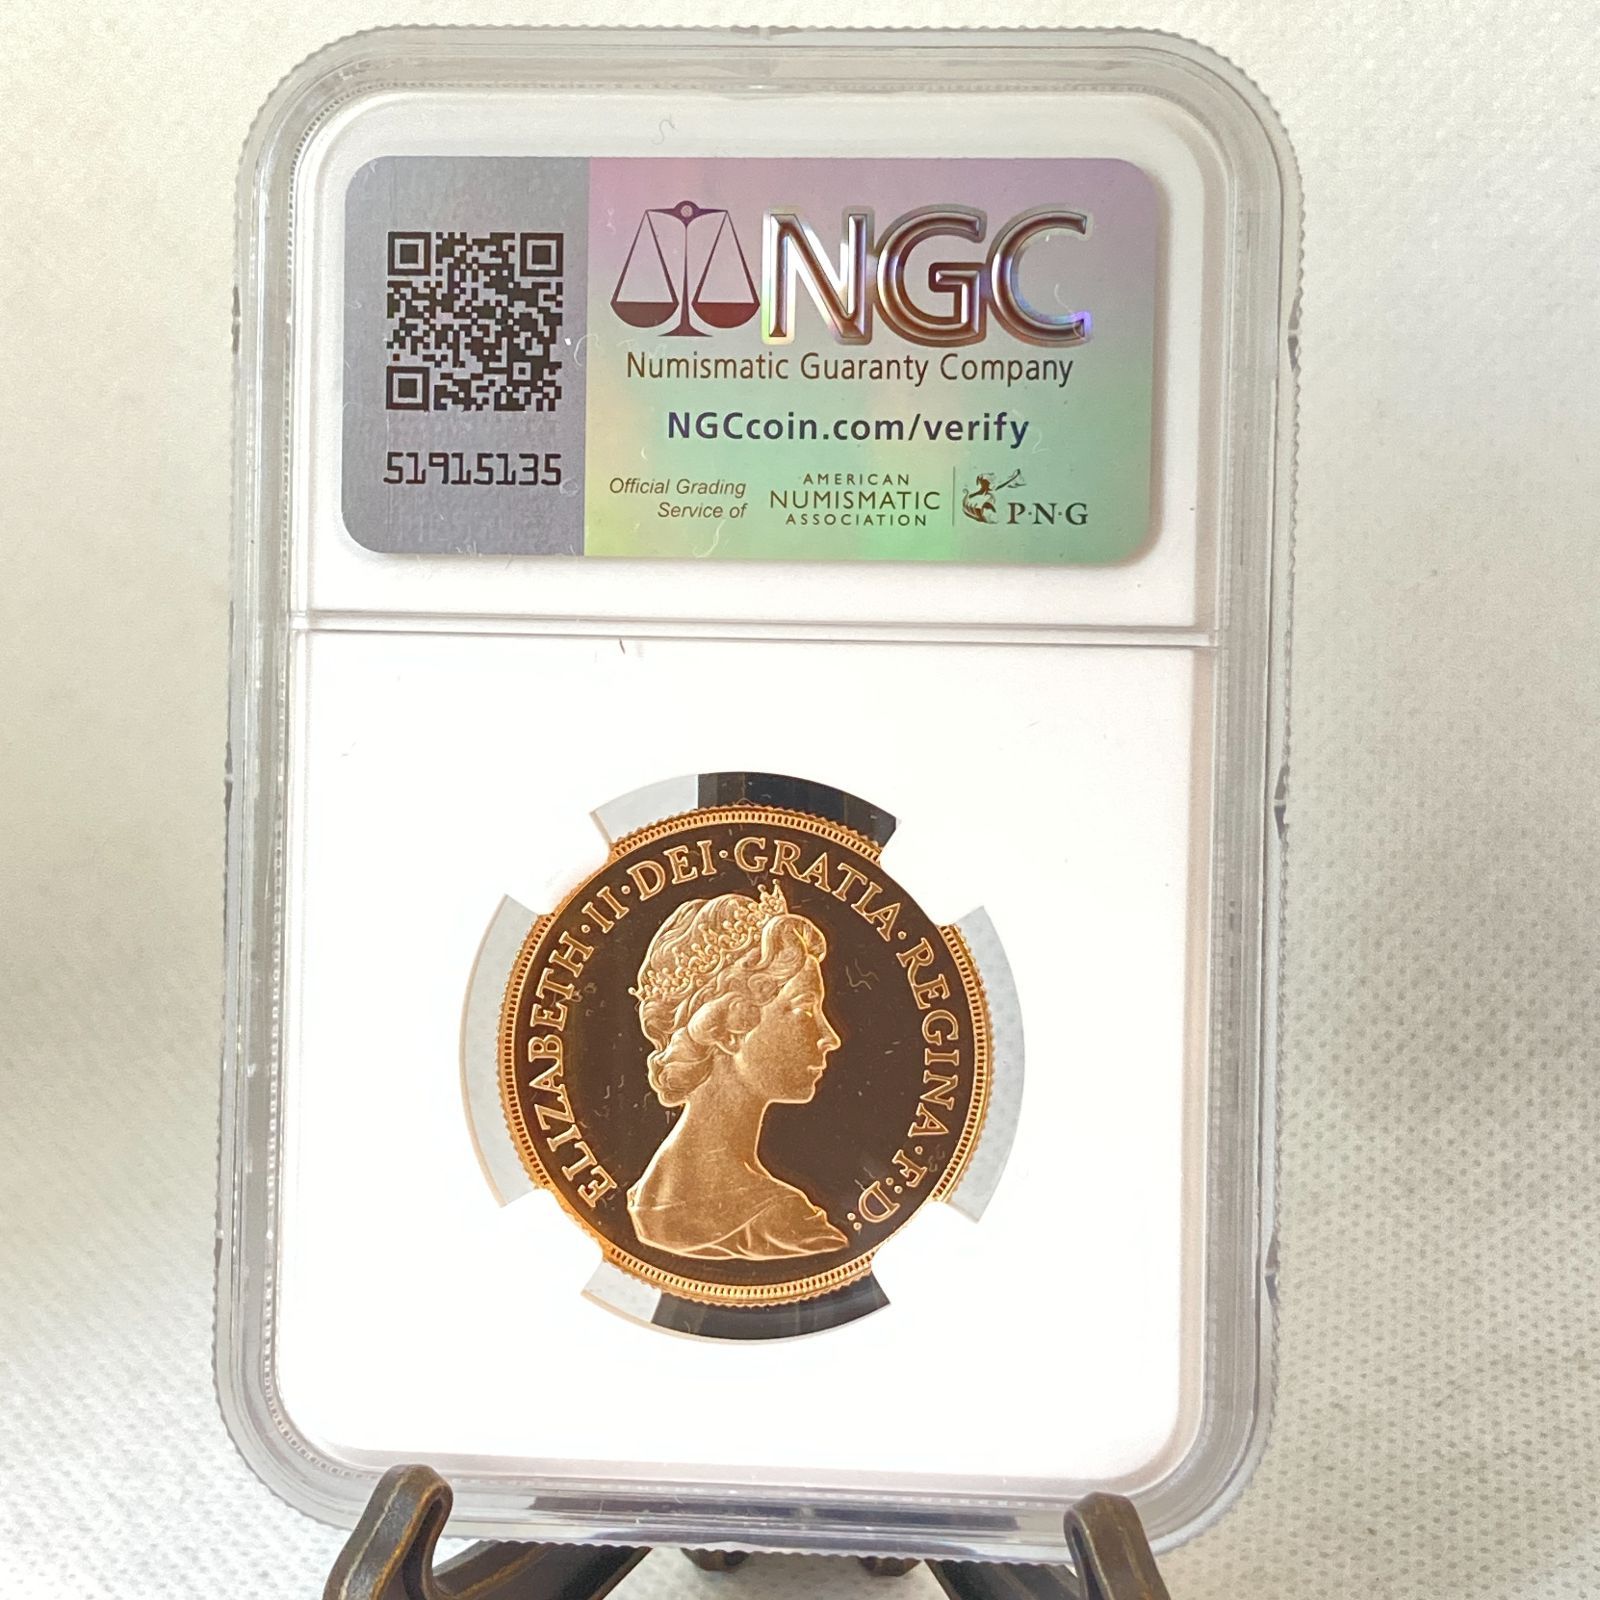 NGC
Numismatic Guaranty Company
NGCcoin.com/verify
51915135
Official Grading
Service of
AMERICAN
NUMISMATIC
ASSOCIATION
P·N·G
ELIZABETH·II·DEI·GRATIA·REGINA·F:D: